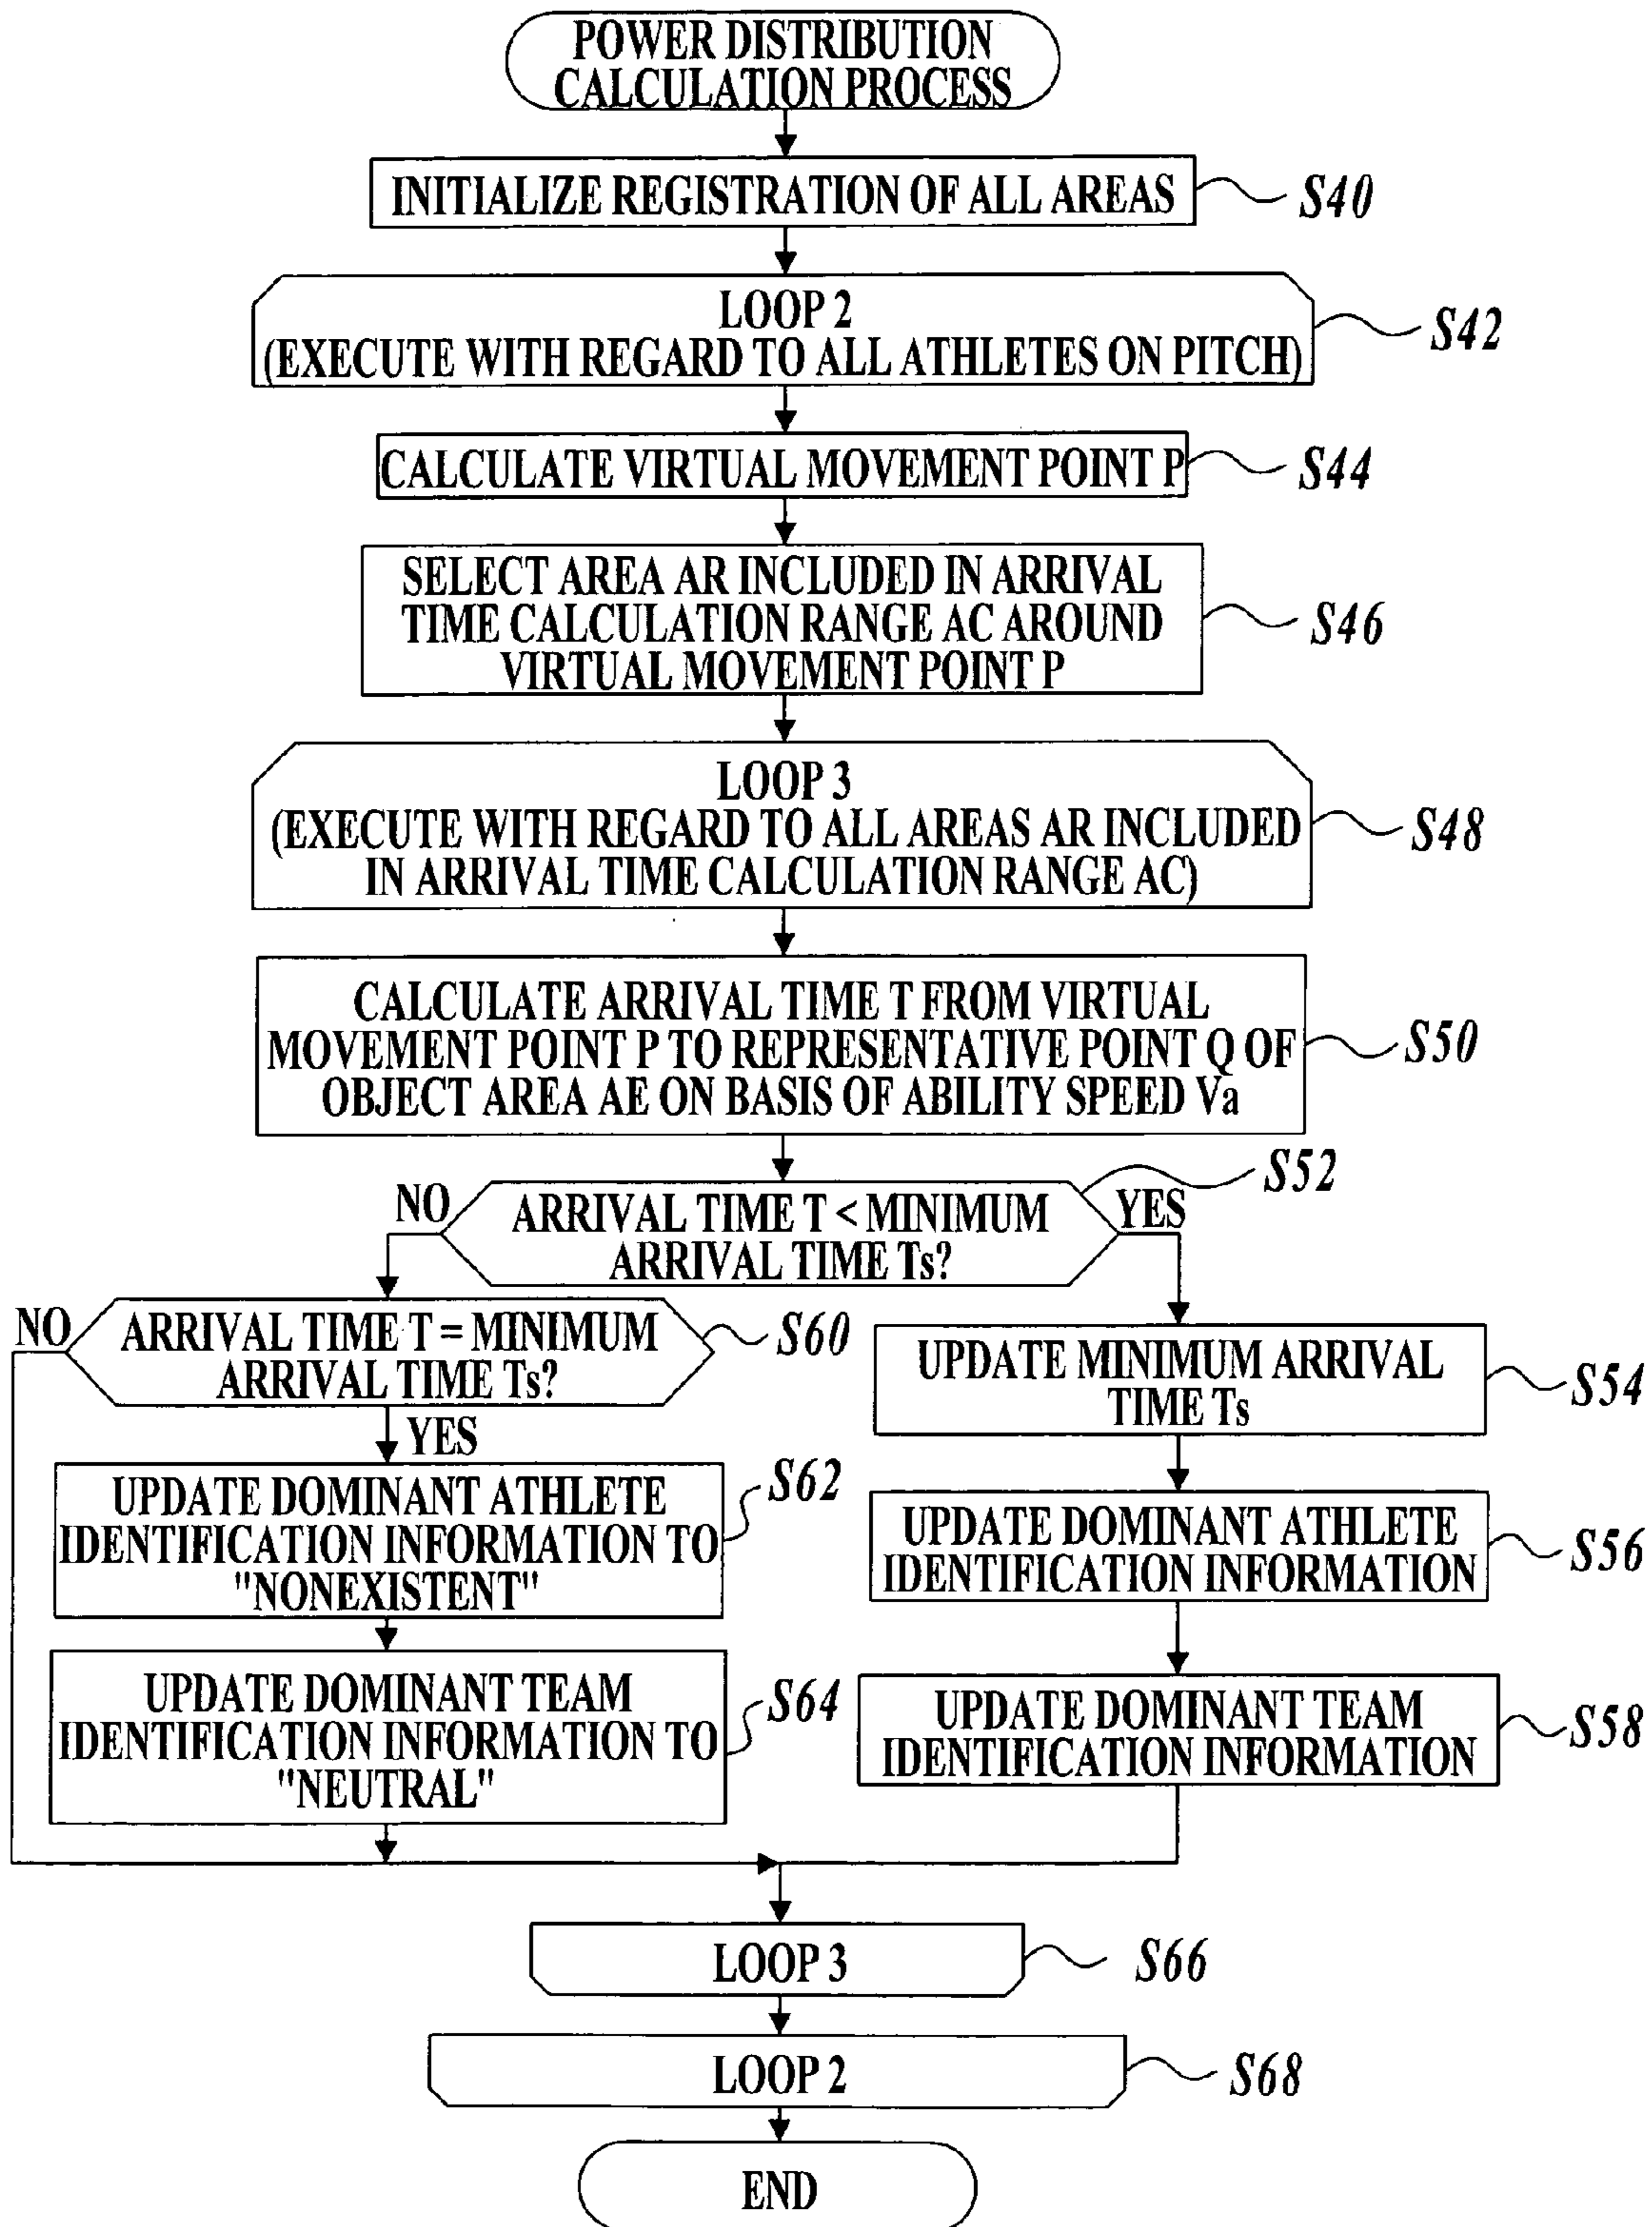 POWER DISTRIBUTION
CALCULATION PROCESS
INITIALIZE REGISTRATION OF ALL AREAS
S40
LOOP 2
(EXECUTE WITH REGARD TO ALL ATHLETES ON PITCH)
S42
CALCULATE VIRTUAL MOVEMENT POINT P
S44
SELECT AREA AR INCLUDED IN ARRIVAL
TIME CALCULATION RANGE AC AROUND
VIRTUAL MOVEMENT POINT P
S46
LOOP 3
(EXECUTE WITH REGARD TO ALL AREAS AR INCLUDED
IN ARRIVAL TIME CALCULATION RANGE AC)
S48
CALCULATE ARRIVAL TIME T FROM VIRTUAL
MOVEMENT POINT P TO REPRESENTATIVE POINT Q OF
OBJECT AREA AE ON BASIS OF ABILITY SPEED Va
S50
S52
NO
ARRIVAL TIME T < MINIMUM
ARRIVAL TIME Ts?
YES
NO
ARRIVAL TIME T = MINIMUM
ARRIVAL TIME Ts?
S60
YES
UPDATE MINIMUM ARRIVAL
TIME Ts
S54
UPDATE DOMINANT ATHLETE
IDENTIFICATION INFORMATION TO
"NONEXISTENT"
S62
UPDATE DOMINANT ATHLETE
IDENTIFICATION INFORMATION
S56
UPDATE DOMINANT TEAM
IDENTIFICATION INFORMATION TO
"NEUTRAL"
S64
UPDATE DOMINANT TEAM
IDENTIFICATION INFORMATION
S58
LOOP 3
S66
LOOP 2
S68
END